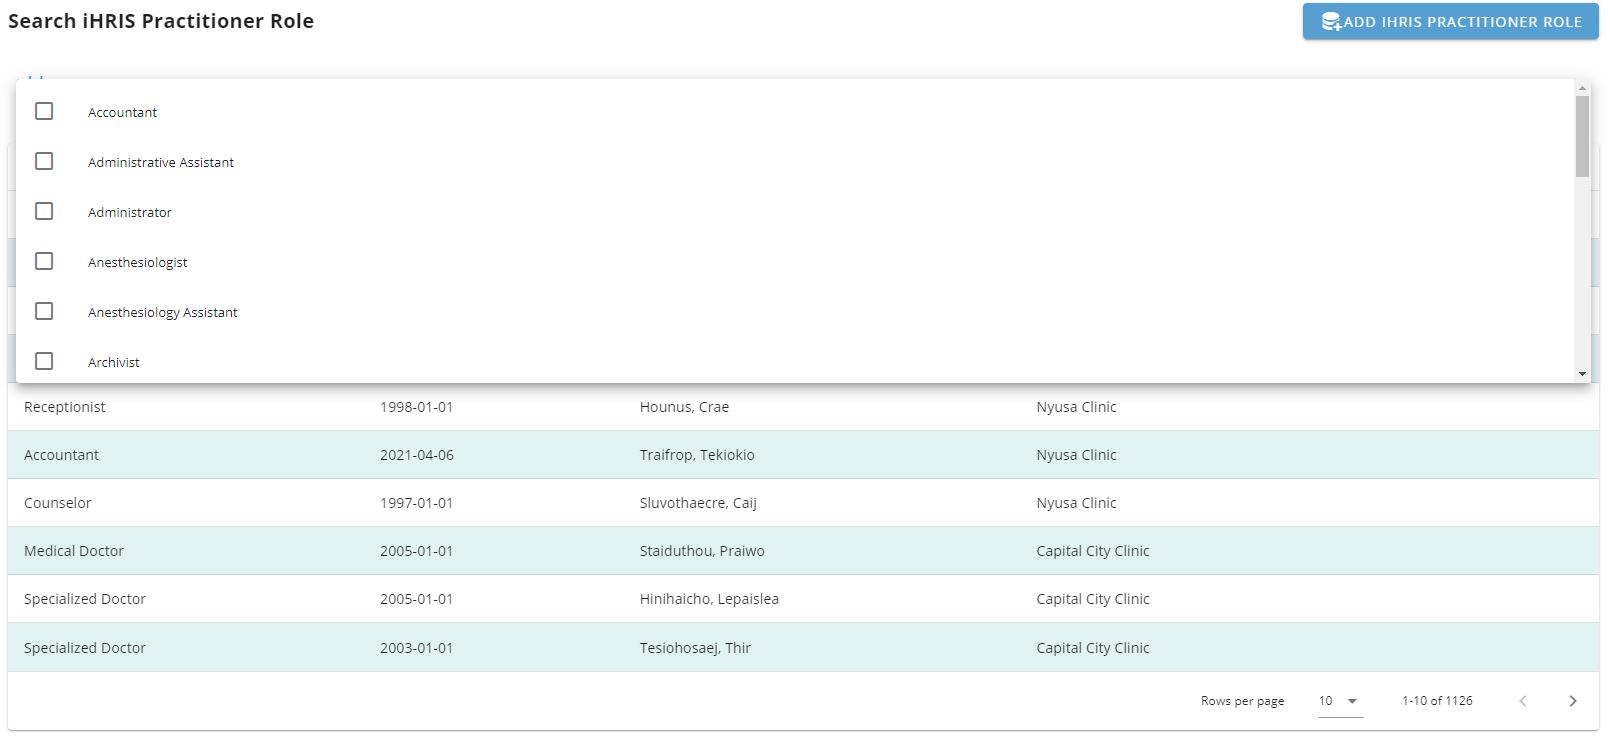 Search iHRIS Practitioner Role
ADD IHRIS PRACTITIONER ROLE
Accountant
Administrative Assistant
Administrator
Anesthesiologist
Anesthesiology Assistant
Archivist
Receptionist 1998-01-01 Hounus, Crae Nyusa Clinic
Accountant 2021-04-06 Traifrop, Tekiokio Nyusa Clinic
Counselor 1997-01-01 Sluvothaecre, Caij Nyusa Clinic
Medical Doctor 2005-01-01 Staiduthou, Praiwo Capital City Clinic
Specialized Doctor 2005-01-01 Hinihaicho, Lepaislea Capital City Clinic
Specialized Doctor 2003-01-01 Tesiohosaej, Thir Capital City Clinic
Rows per page 10 1-10 of 1126